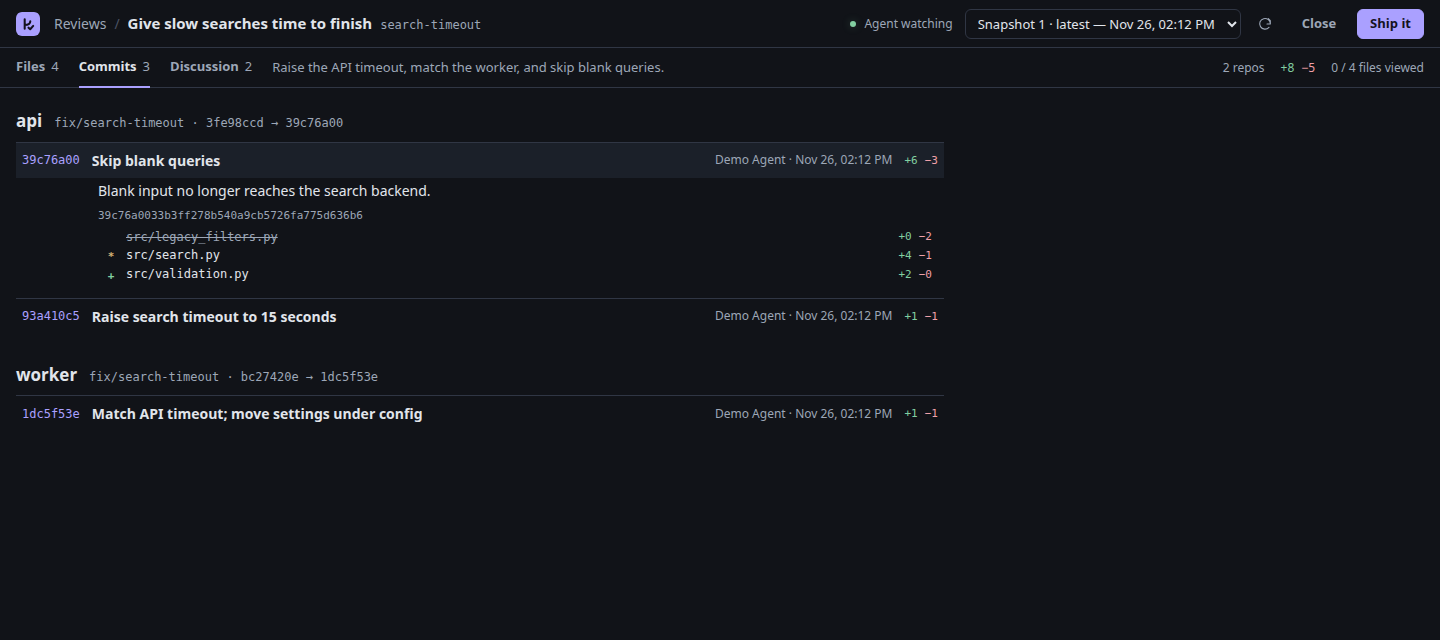 Reviews / Give slow searches time to finish search-timeout
Agent watching
Snapshot 1 · latest — Nov 26, 02:12 PM
Close
Ship it
Files 4
Commits 3
Discussion 2
Raise the API timeout, match the worker, and skip blank queries.
2 repos
+8 −5
0 / 4 files viewed
api fix/search-timeout · 3fe98ccd → 39c76a00
39c76a00 Skip blank queries Demo Agent · Nov 26, 02:12 PM +6 −3
Blank input no longer reaches the search backend.
39c76a0033b3ff278b540a9cb5726fa775d636b6
src/legacy_filters.py +0 −2
* src/search.py +4 −1
+ src/validation.py +2 −0
93a410c5 Raise search timeout to 15 seconds Demo Agent · Nov 26, 02:12 PM +1 −1
worker fix/search-timeout · bc27420e → 1dc5f53e
1dc5f53e Match API timeout; move settings under config Demo Agent · Nov 26, 02:12 PM +1 −1